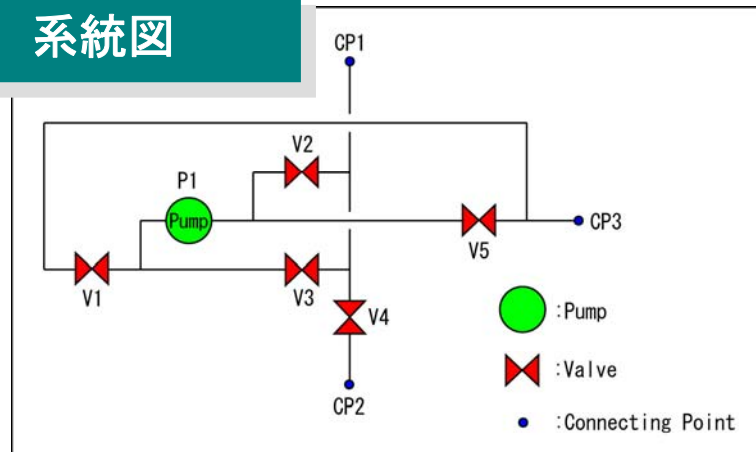 系統図
CP1
V2
P1
Pump
CP3
V5
V1
V3
V4
CP2
:Pump
:Valve
:Connecting Point